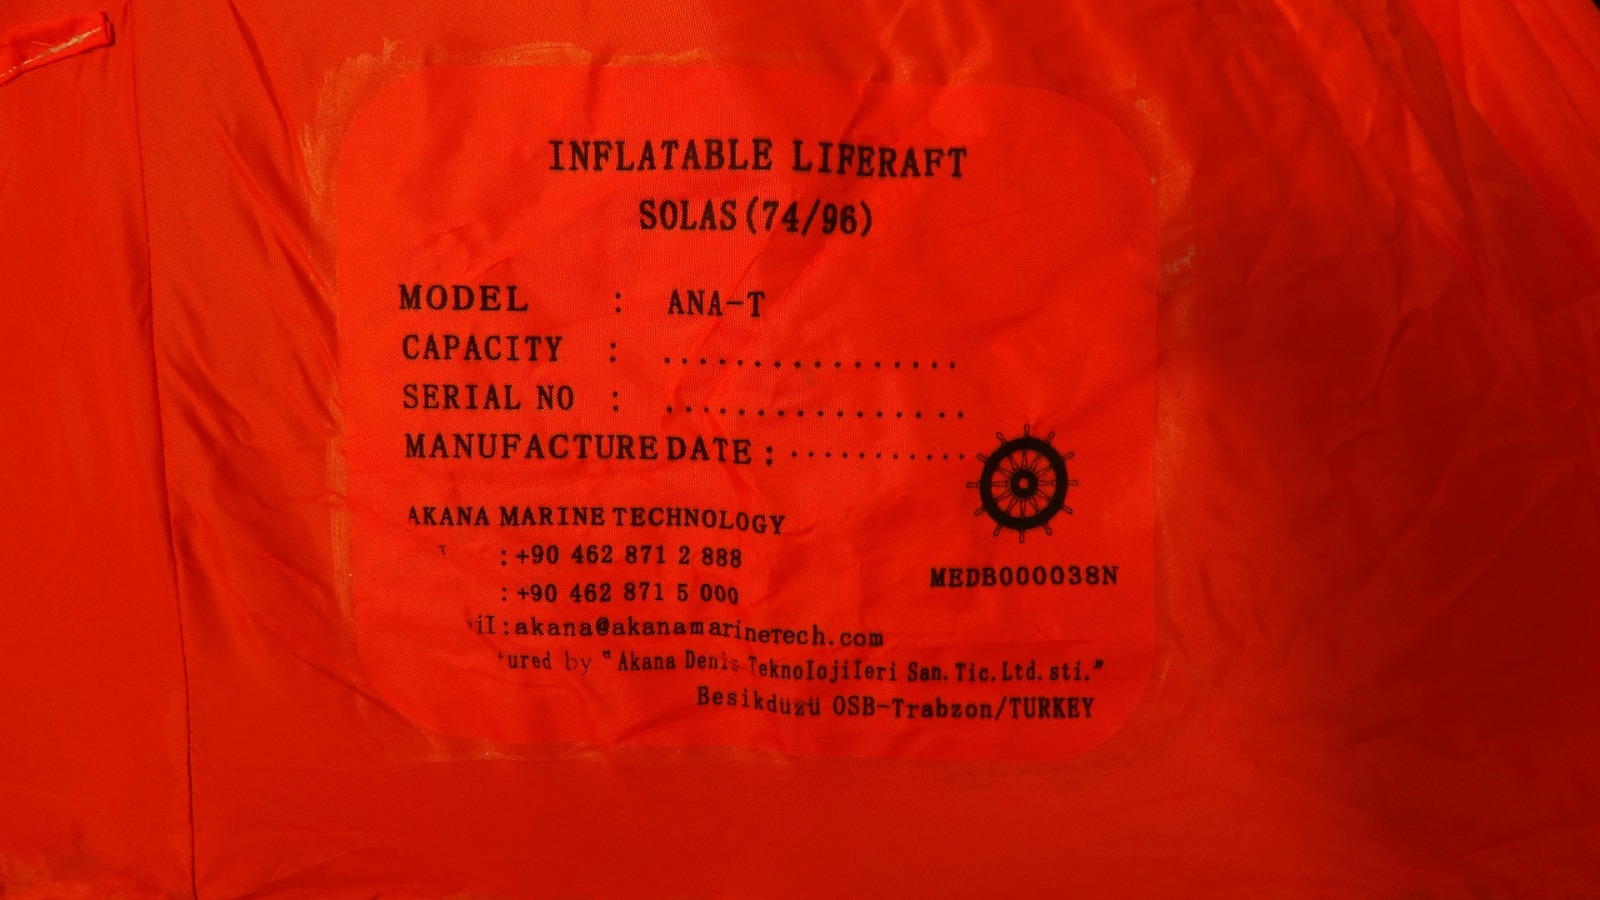 INFLATABLE LIFERAFT
SOLAS(74/96)
MODEL : ANA-T
CAPACITY : ................
SERIAL NO : .................
MANUFACTURE DATE : ...........
AKANA MARINE TECHNOLOGY
: +90 462 871 2 888
: +90 462 871 5 000
MEDB000038N
:akana@akanamarinetech.com
by "Akana Deniz Teknolojileri San. Tic. Ltd. sti."
Besikdüzü OSB-Trabzon/TURKEY